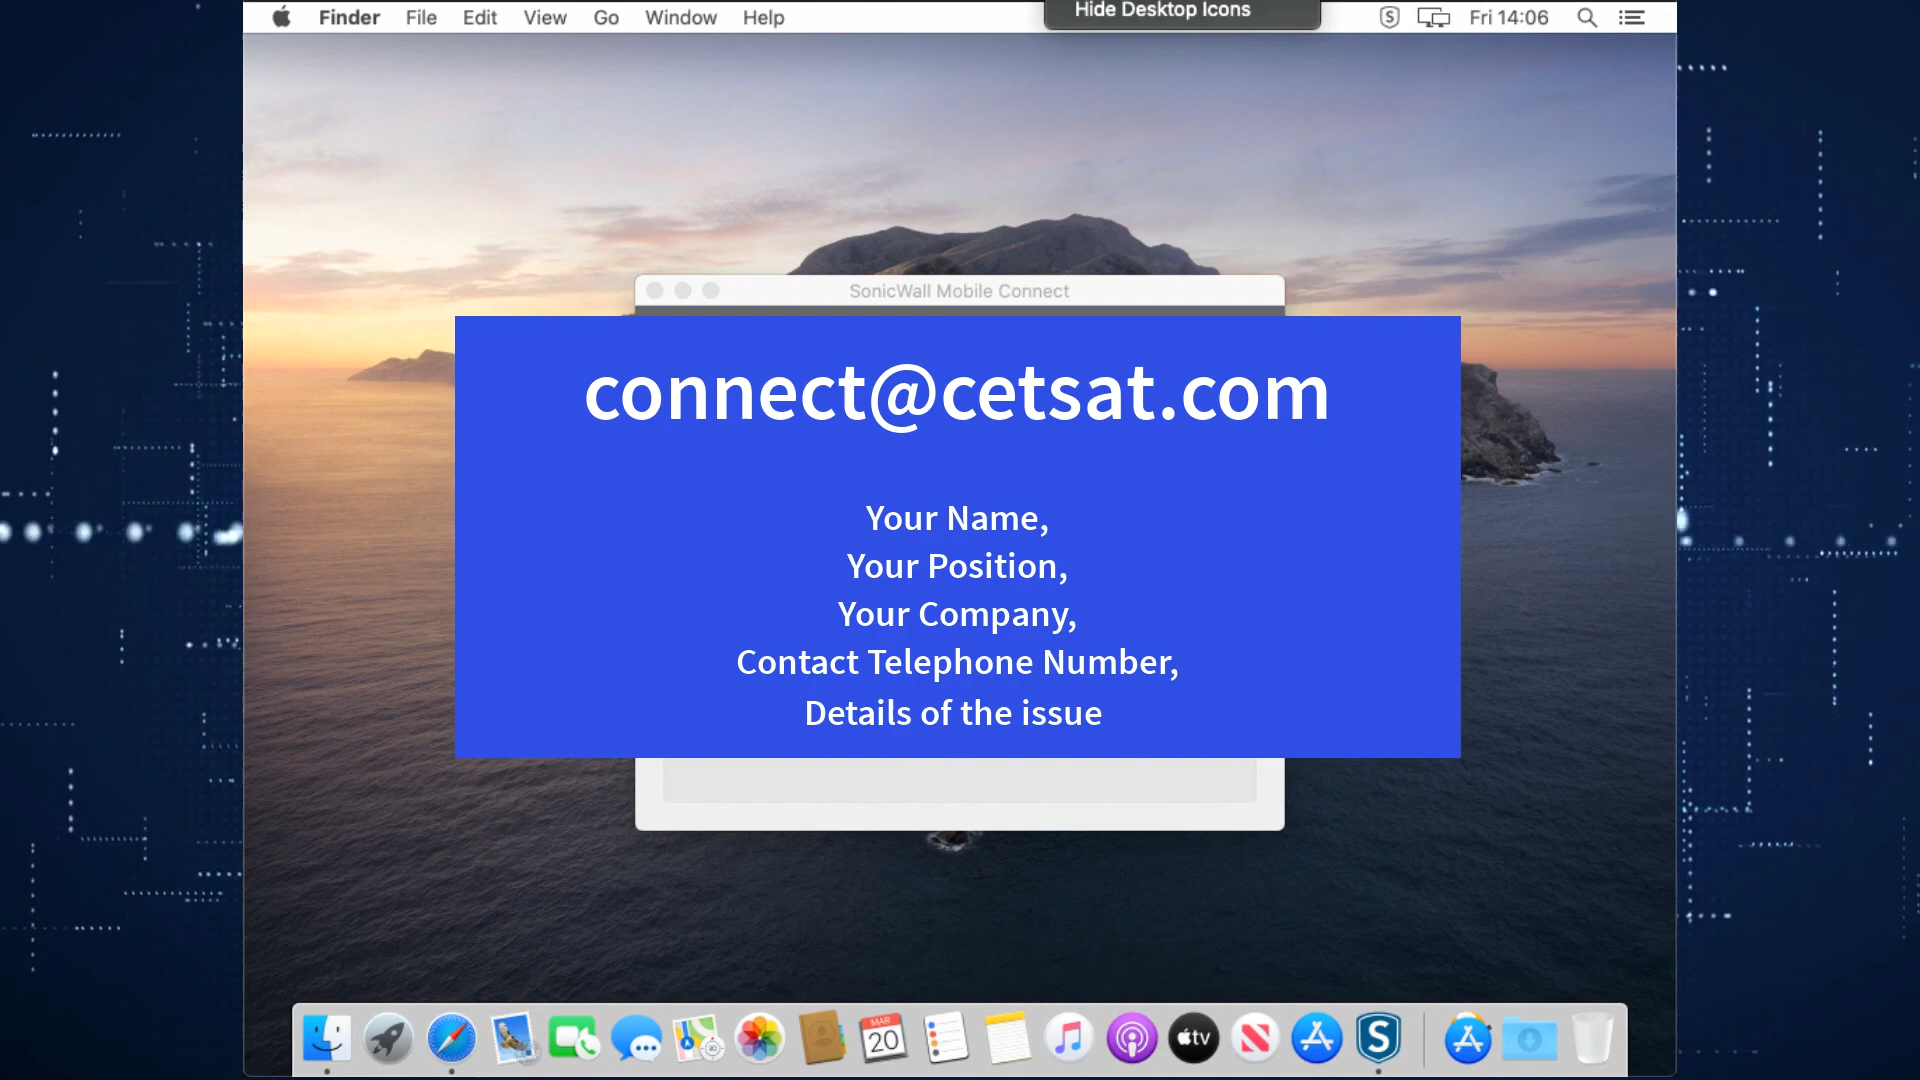 Finder File Edit View Go Window Help
Hide Desktop Icons
Fri 14:06
SonicWall Mobile Connect
connect@cetsat.com
Your Name,
Your Position,
Your Company,
Contact Telephone Number,
Details of the issue
MAR
20
tv